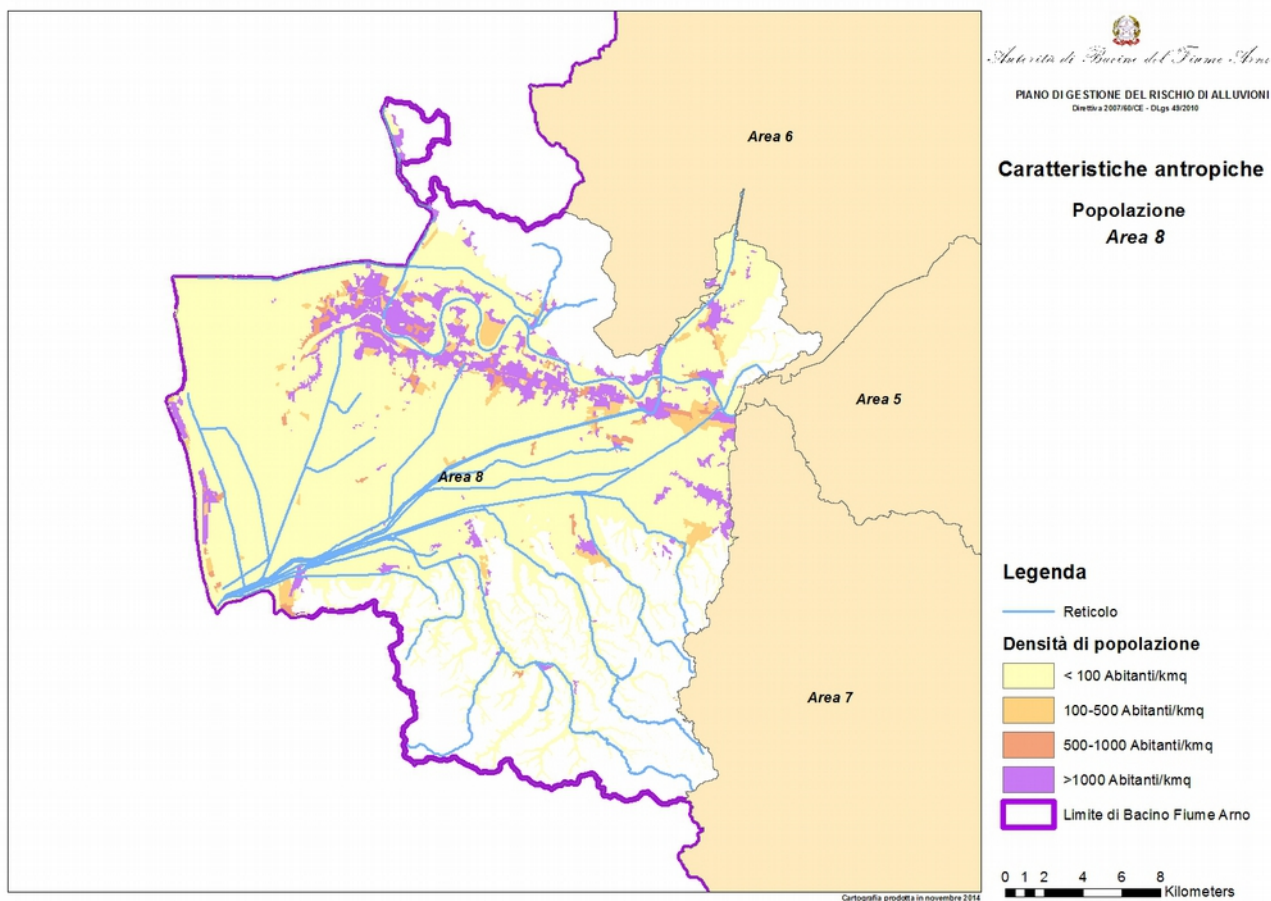 Autorità di Bacino del Fiume Arno
PIANO DI GESTIONE DEL RISCHIO DI ALLUVIONI
Direttiva 2007/60/CE - DLgs 49/2010
Caratteristiche antropiche
Popolazione
Area 8
Area 6
Area 5
Area 8
Area 7
Legenda
Reticolo
Densità di popolazione
< 100 Abitanti/kmq
100-500 Abitanti/kmq
500-1000 Abitanti/kmq
>1000 Abitanti/kmq
Limite di Bacino Fiume Arno
0 1 2 4 6 8
Kilometers
Cartografia prodotta in novembre 2014